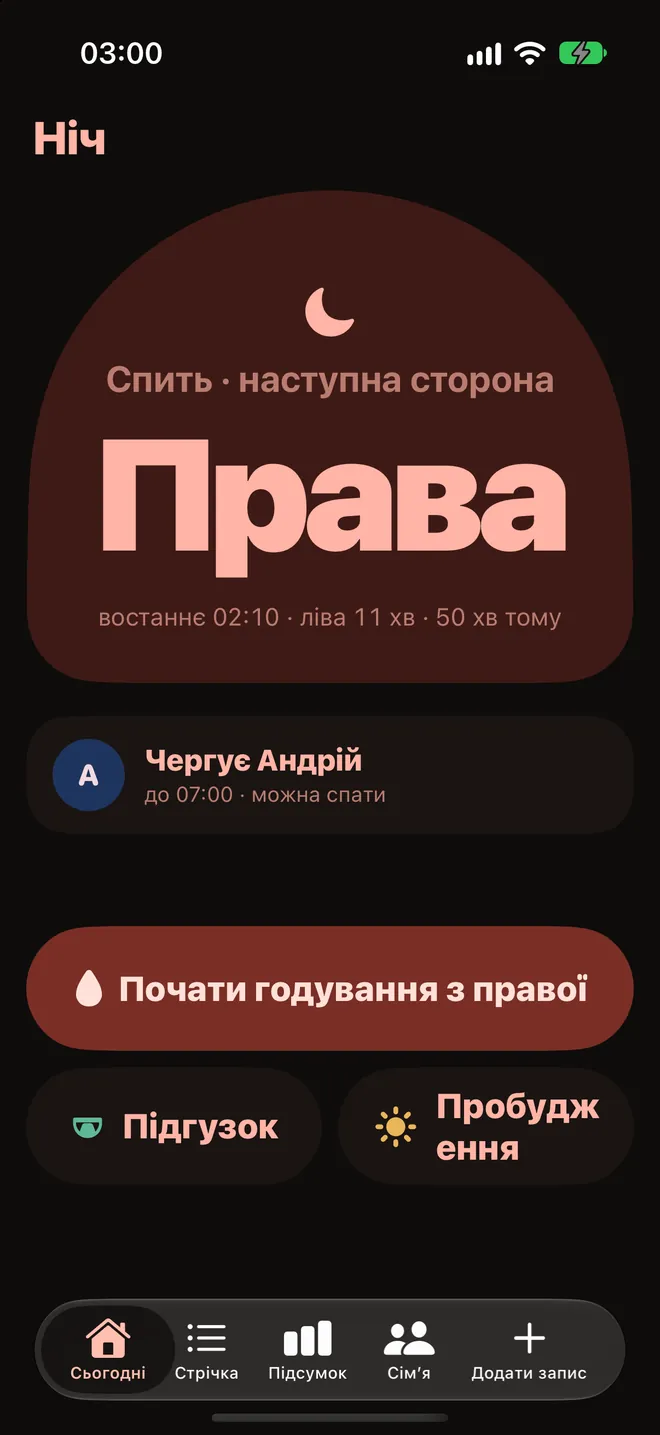 03:00
Ніч
Спить · наступна сторона
Права
востаннє 02:10 · ліва 11 хв · 50 хв тому
А
Чергує Андрій
до 07:00 · можна спати
Почати годування з правої
Підгузок
Пробудж
ення
Сьогодні
Стрічка
Підсумок
Сім’я
Додати запис